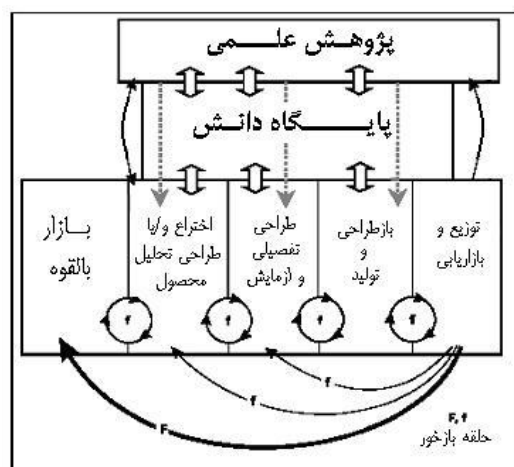 پژوهش علمی
پایگاه دانش
بازار
بالقوه
اختراع و/یا
طراحی تحلیل
محصول
طراحی
تفصیلی
و آزمایش
بازطراحی
و
تولید
توزیع و
بازاریابی
f
f
f
f
f
f
F
F, f
حلقه بازخور